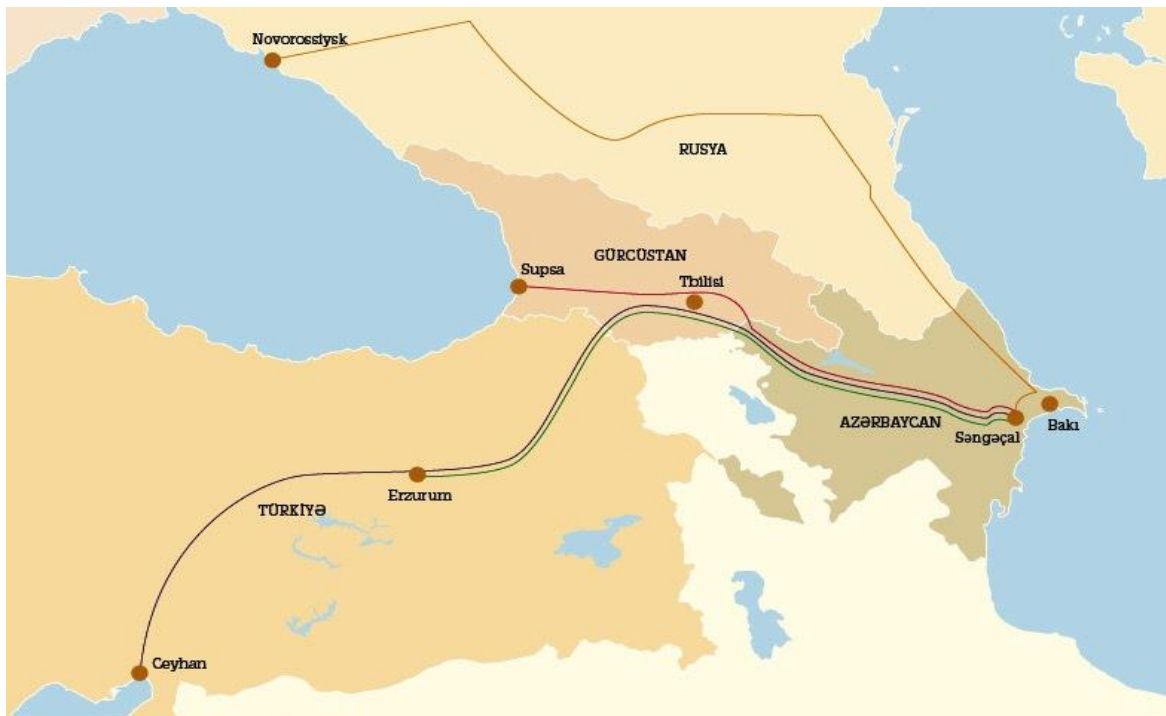 Novorossiysk
RUSYA
GÜRCÜSTAN
Supsa
Tbilisi
AZƏRBAYCAN
Səngəçal
Bakı
Erzurum
TÜRKİYƏ
Ceyhan